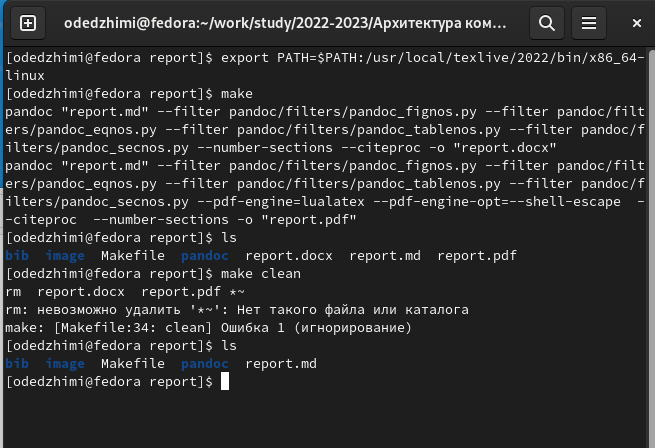 odedzhimi@fedora:~/work/study/2022-2023/Архитектура ком...
[odedzhimi@fedora report]$ export PATH=$PATH:/usr/local/texlive/2022/bin/x86_64-
linux
[odedzhimi@fedora report]$ make
pandoc "report.md" --filter pandoc/filters/pandoc_fignos.py --filter pandoc/filt
ers/pandoc_eqnos.py --filter pandoc/filters/pandoc_tablenos.py --filter pandoc/f
ilters/pandoc_secnos.py --number-sections --citeproc -o "report.docx"
pandoc "report.md" --filter pandoc/filters/pandoc_fignos.py --filter pandoc/filt
ers/pandoc_eqnos.py --filter pandoc/filters/pandoc_tablenos.py --filter pandoc/f
ilters/pandoc_secnos.py --pdf-engine=lualatex --pdf-engine-opt=--shell-escape  -
-citeproc  --number-sections -o "report.pdf"
[odedzhimi@fedora report]$ ls
bib  image  Makefile  pandoc  report.docx  report.md  report.pdf
[odedzhimi@fedora report]$ make clean
rm  report.docx  report.pdf *~
rm: невозможно удалить '*~': Нет такого файла или каталога
make: [Makefile:34: clean] Ошибка 1 (игнорирование)
[odedzhimi@fedora report]$ ls
bib  image  Makefile  pandoc  report.md
[odedzhimi@fedora report]$